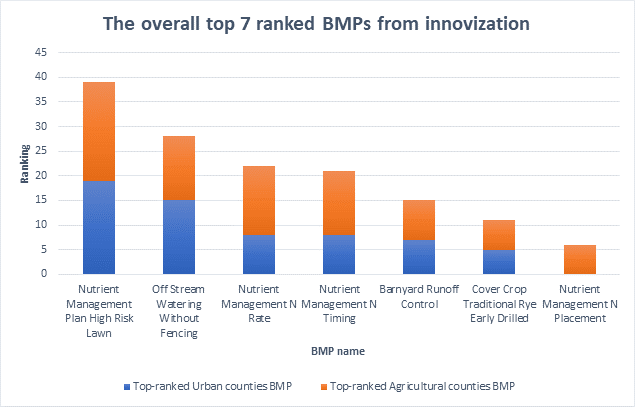 The overall top 7 ranked BMPs from innovization
45
40
35
30
25
20
15
10
5
0
Ranking
Nutrient
Management
Plan High Risk
Lawn
Off Stream
Watering
Without
Fencing
Nutrient
Management N
Rate
Nutrient
Management N
Timing
Barnyard Runoff
Control
Cover Crop
Traditional Rye
Early Drilled
Nutrient
Management N
Placement
BMP name
Top-ranked Urban counties BMP
Top-ranked Agricultural counties BMP